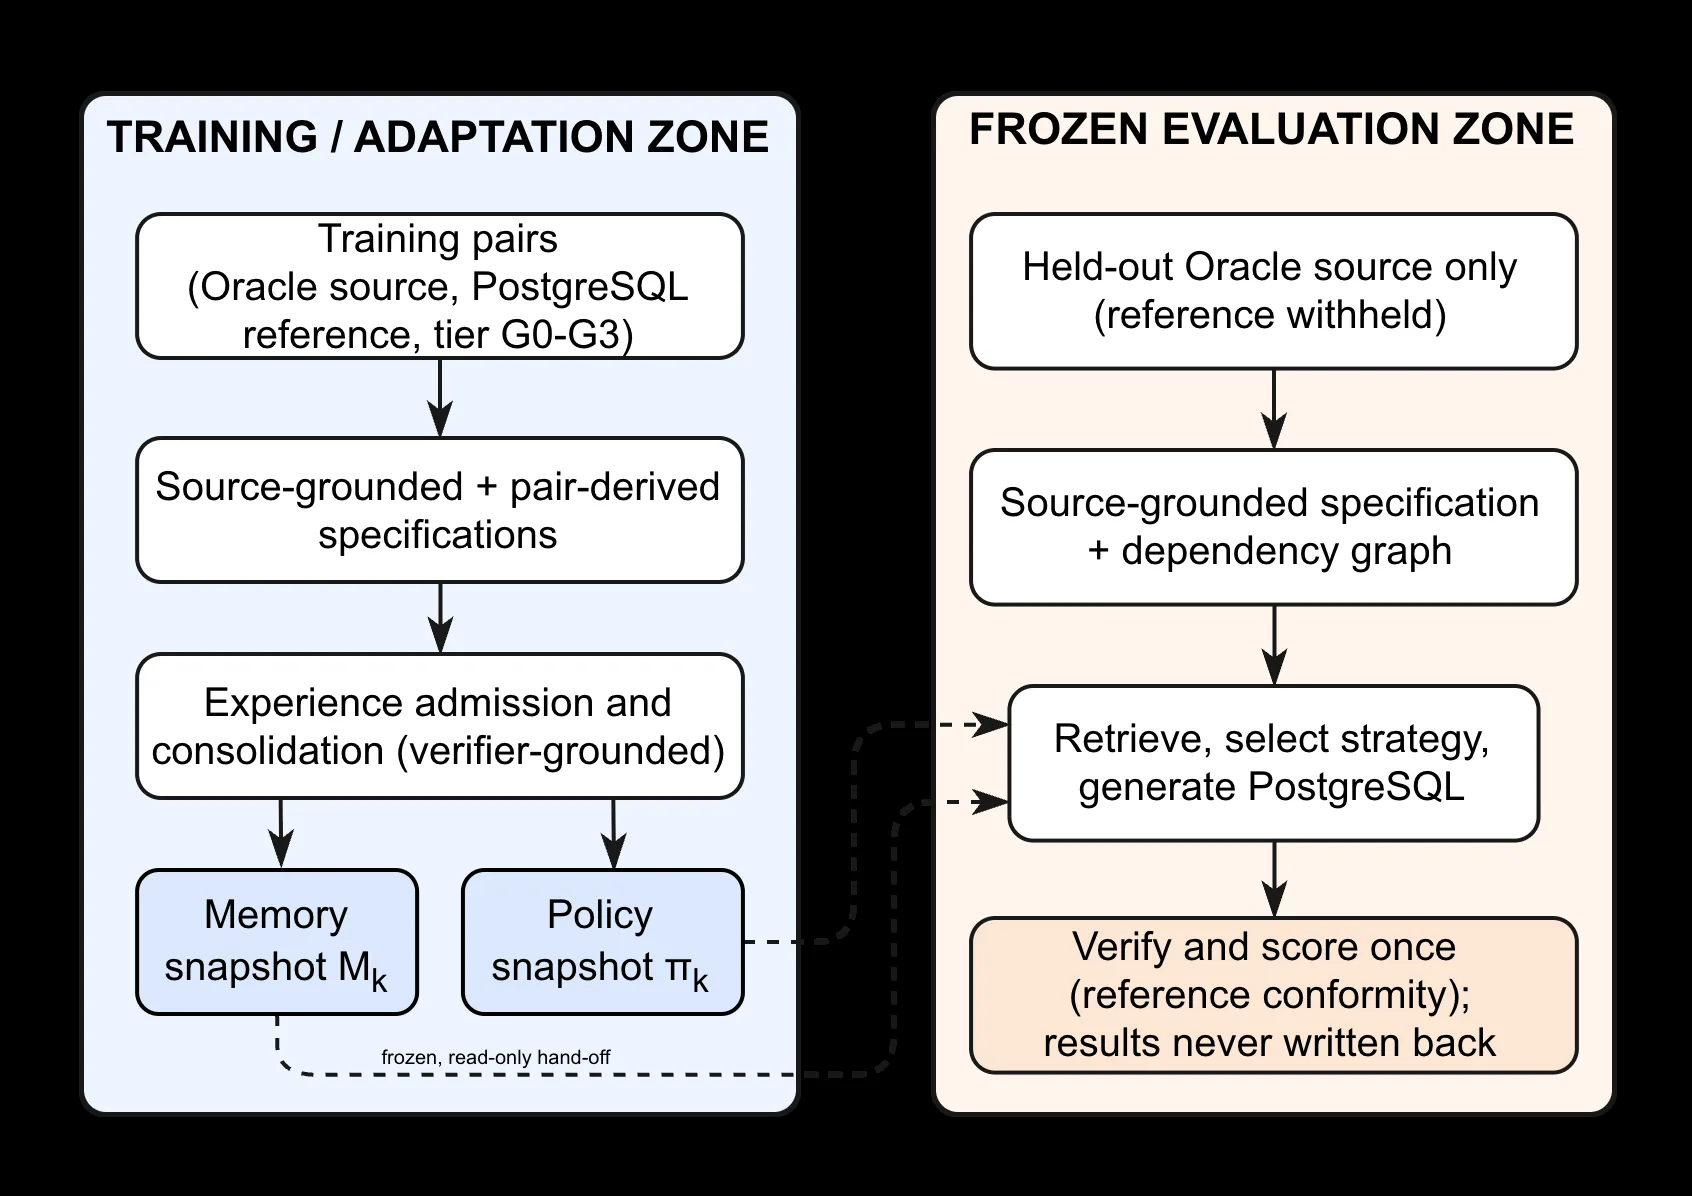 TRAINING / ADAPTATION ZONE
Training pairs
(Oracle source, PostgreSQL
reference, tier G0-G3)
Source-grounded + pair-derived
specifications
Experience admission and
consolidation (verifier-grounded)
Memory
snapshot Mk
Policy
snapshot πk
frozen, read-only hand-off
FROZEN EVALUATION ZONE
Held-out Oracle source only
(reference withheld)
Source-grounded specification
+ dependency graph
Retrieve, select strategy,
generate PostgreSQL
Verify and score once
(reference conformity);
results never written back